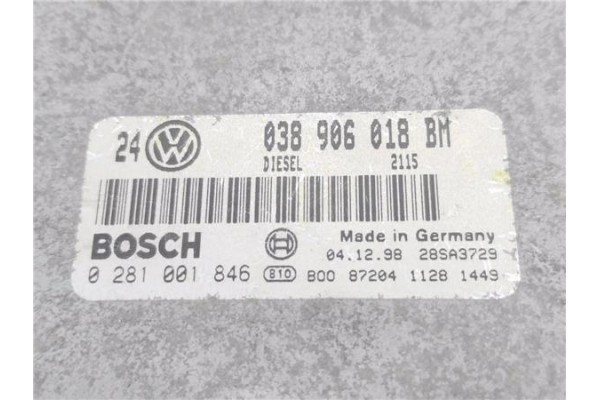 24 VW 038 906 018 BM
DIESEL 2115
BOSCH Made in Germany
04.12.98 28SA3729
0 281 001 846 810 B00 87204 1128 1449